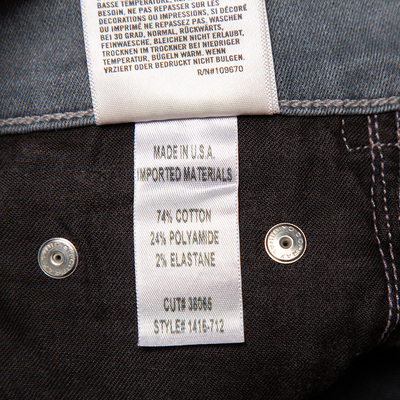 BASSE TEMPERATURE, REPASSER
BESOIN. NE PAS REPASSER SUR LES
DECORATIONS OU IMPRESSIONS, SI DÉCORÉ
OU IMPRIMÉ. NE PAS REPASSEZ. WASCHEN
BEI 30 GRAD, NORMAL, RÜCKWÄRTS,
FEINWAESCHE, BLEICHEN NICHT ERLAUBT,
TROCKNEN IM TROCKNER BEI NIEDRIGER
TEMPERATUR, BÜGELN WARM. WENN
VRZIERT ODER BEDRUCKT NICHT BULGEN.
R/N#109670
MADE IN U.S.A.
IMPORTED MATERIALS
74% COTTON
24% POLYAMIDE
2% ELASTANE
CUT#
STYLE# 1416-712